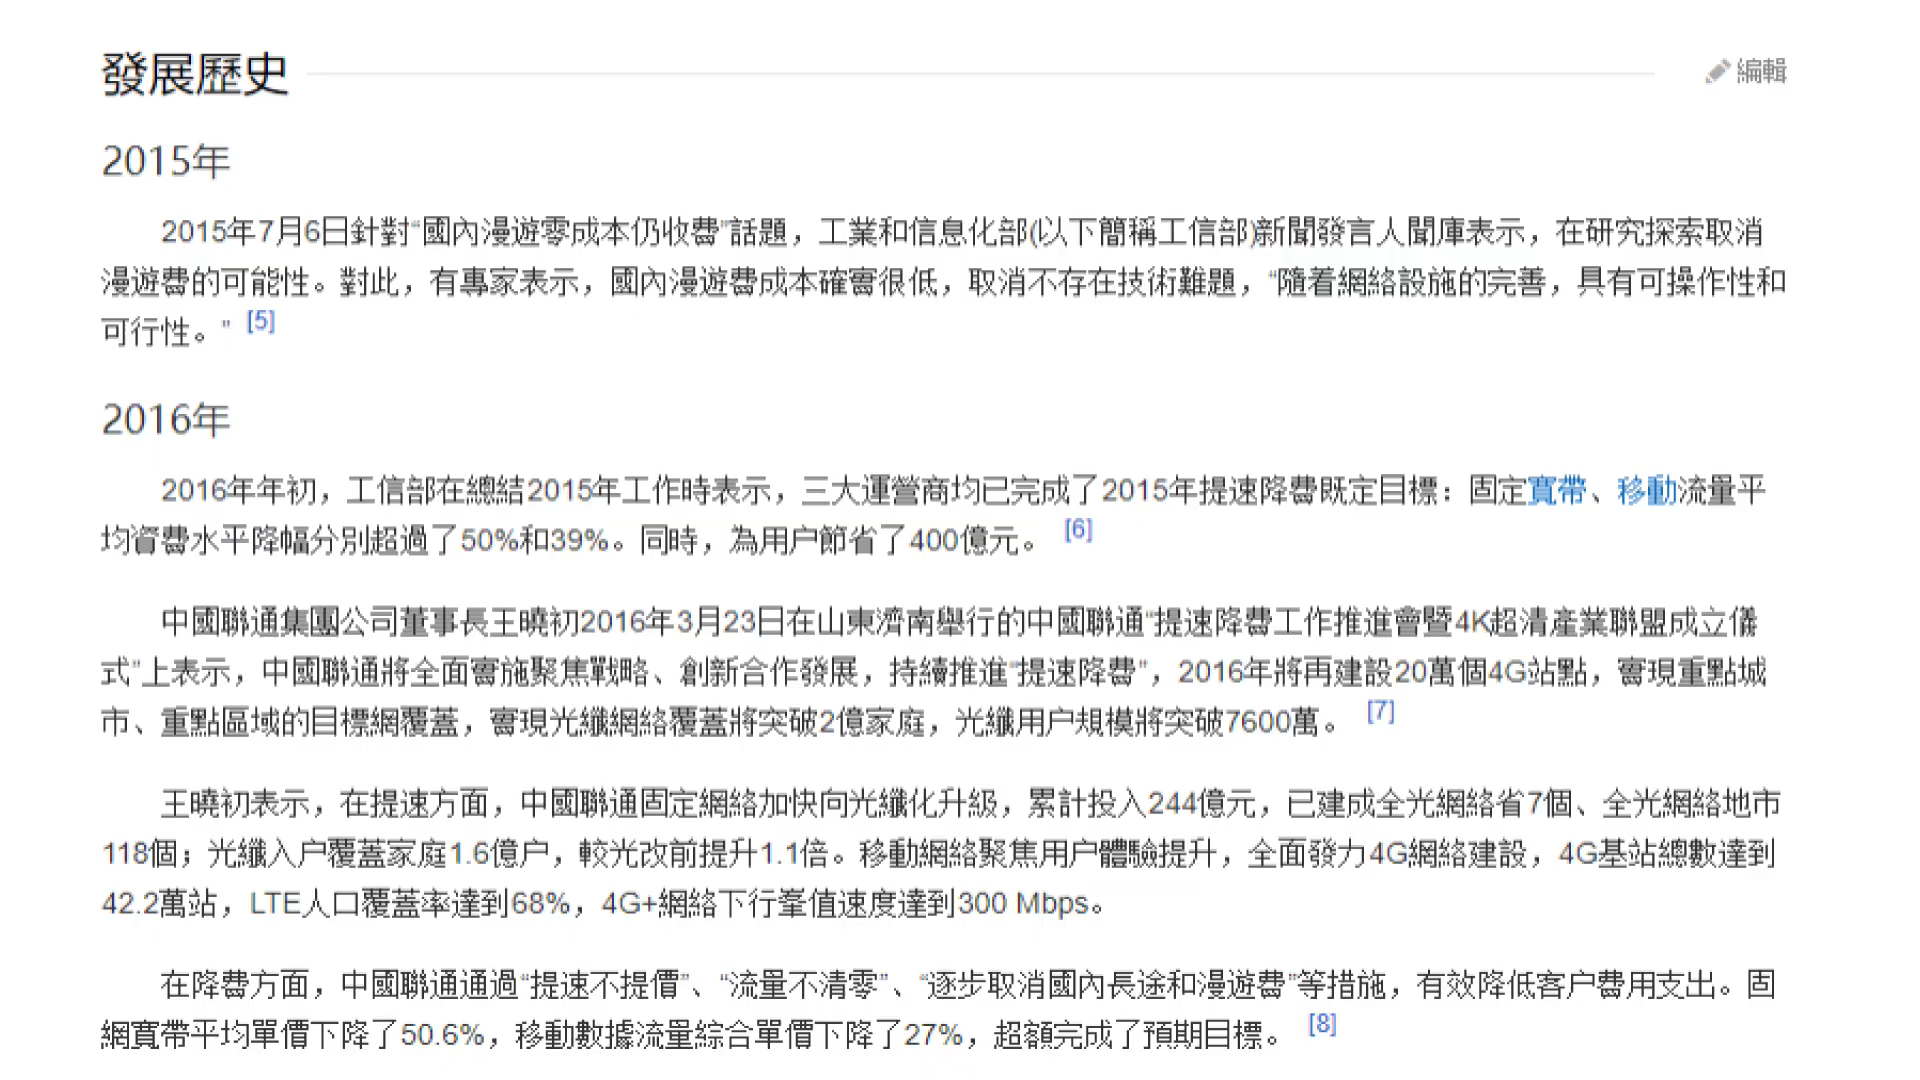 發展歷史
編輯
2015年
2015年7月6日針對“國內漫遊零成本仍收費”話題，工業和信息化部(以下簡稱工信部)新聞發言人聞庫表示，在研究探索取消
漫遊費的可能性。對此，有專家表示，國內漫遊費成本確實很低，取消不存在技術難題，“隨着網絡設施的完善，具有可操作性和
可行性。” [5]
2016年
2016年年初，工信部在總結2015年工作時表示，三大運營商均已完成了2015年提速降費既定目標：固定寬帶、移動流量平
均資費水平降幅分別超過了50%和39%。同時，為用户節省了400億元。 [6]
中國聯通集團公司董事長王曉初2016年3月23日在山東濟南舉行的中國聯通“提速降費工作推進會暨4K超清產業聯盟成立儀
式”上表示，中國聯通將全面實施聚焦戰略、創新合作發展，持續推進“提速降費”，2016年將再建設20萬個4G站點，實現重點城
市、重點區域的目標網覆蓋，實現光纖網絡覆蓋將突破2億家庭，光纖用户規模將突破7600萬。 [7]
王曉初表示，在提速方面，中國聯通固定網絡加快向光纖化升級，累計投入244億元，已建成全光網絡省7個、全光網絡地市
118個；光纖入户覆蓋家庭1.6億户，較光改前提升1.1倍。移動網絡聚焦用户體驗提升，全面發力4G網絡建設，4G基站總數達到
42.2萬站，LTE人口覆蓋率達到68%，4G+網絡下行峯值速度達到300 Mbps。
在降費方面，中國聯通通過“提速不提價”、“流量不清零”、“逐步取消國內長途和漫遊費”等措施，有效降低客户費用支出。固
網寬帶平均單價下降了50.6%，移動數據流量綜合單價下降了27%，超額完成了預期目標。 [8]